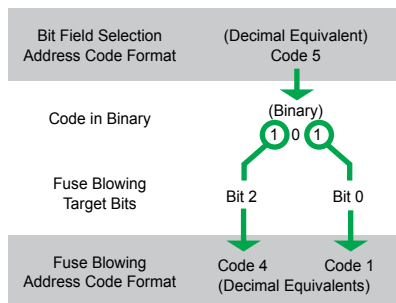 Bit Field Selection
Address Code Format
(Decimal Equivalent)
Code 5
Code in Binary
(Binary)
1 0 1
Fuse Blowing
Target Bits
Bit 2
Bit 0
Fuse Blowing
Address Code Format
Code 4
Code 1
(Decimal Equivalents)